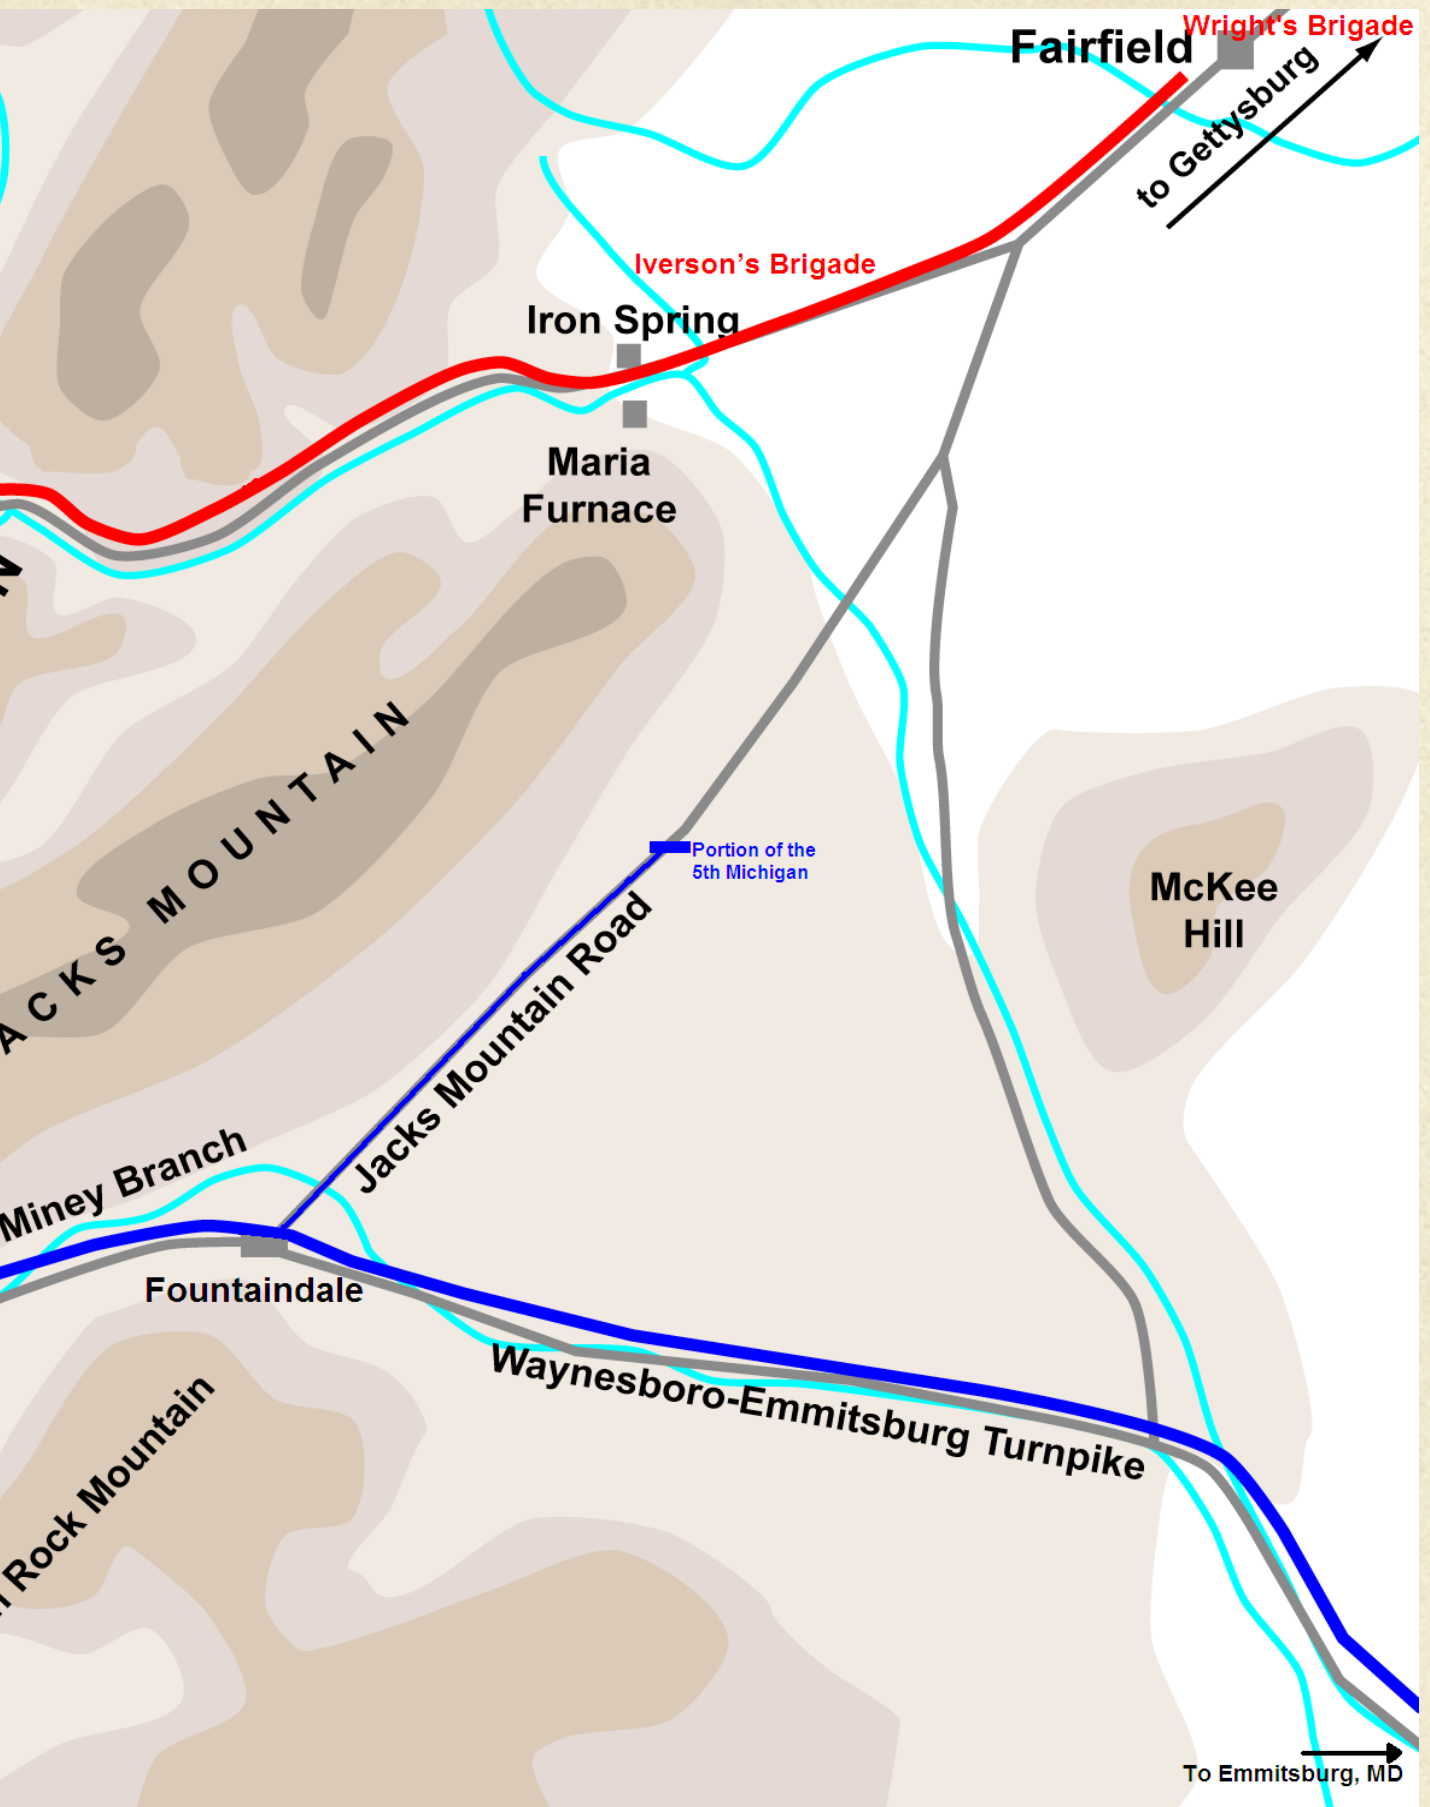 Wright's Brigade
Fairfield
to Gettysburg
Iverson’s Brigade
Iron Spring
Maria
Furnace
N
ACKS MOUNTAIN
Portion of the
5th Michigan
McKee
Hill
Jacks Mountain Road
Miney Branch
Fountaindale
Waynesboro-Emmitsburg Turnpike
Rock Mountain
To Emmitsburg, MD